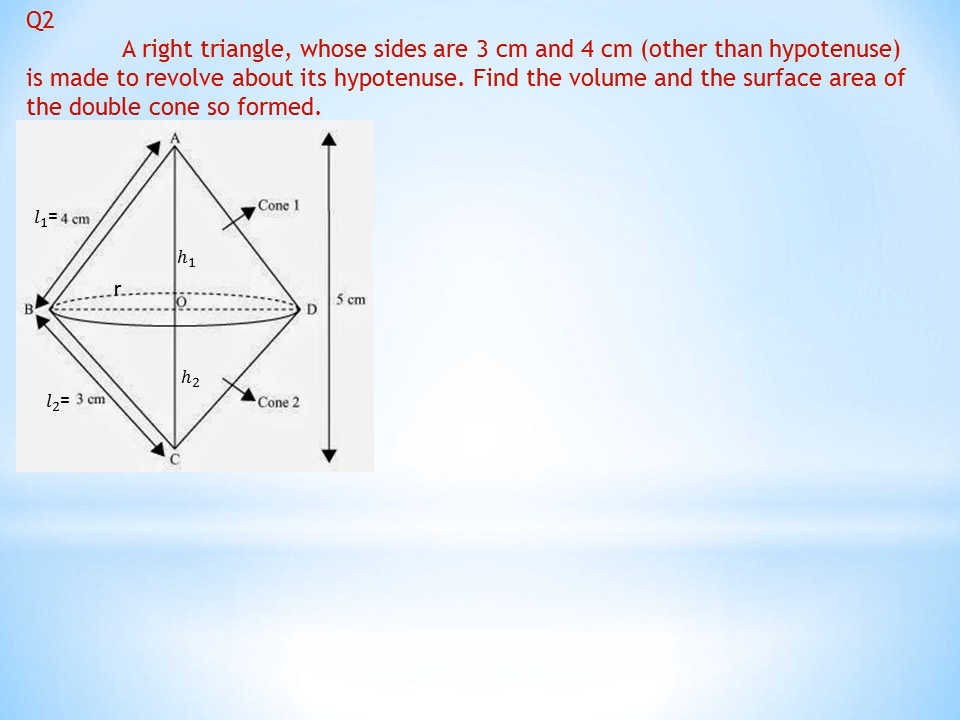 Q2
A right triangle, whose sides are 3 cm and 4 cm (other than hypotenuse)
is made to revolve about its hypotenuse. Find the volume and the surface area of
the double cone so formed.
A
l₁= 4 cm
Cone 1
h₁
r
B
O
D
5 cm
h₂
l₂= 3 cm
Cone 2
C